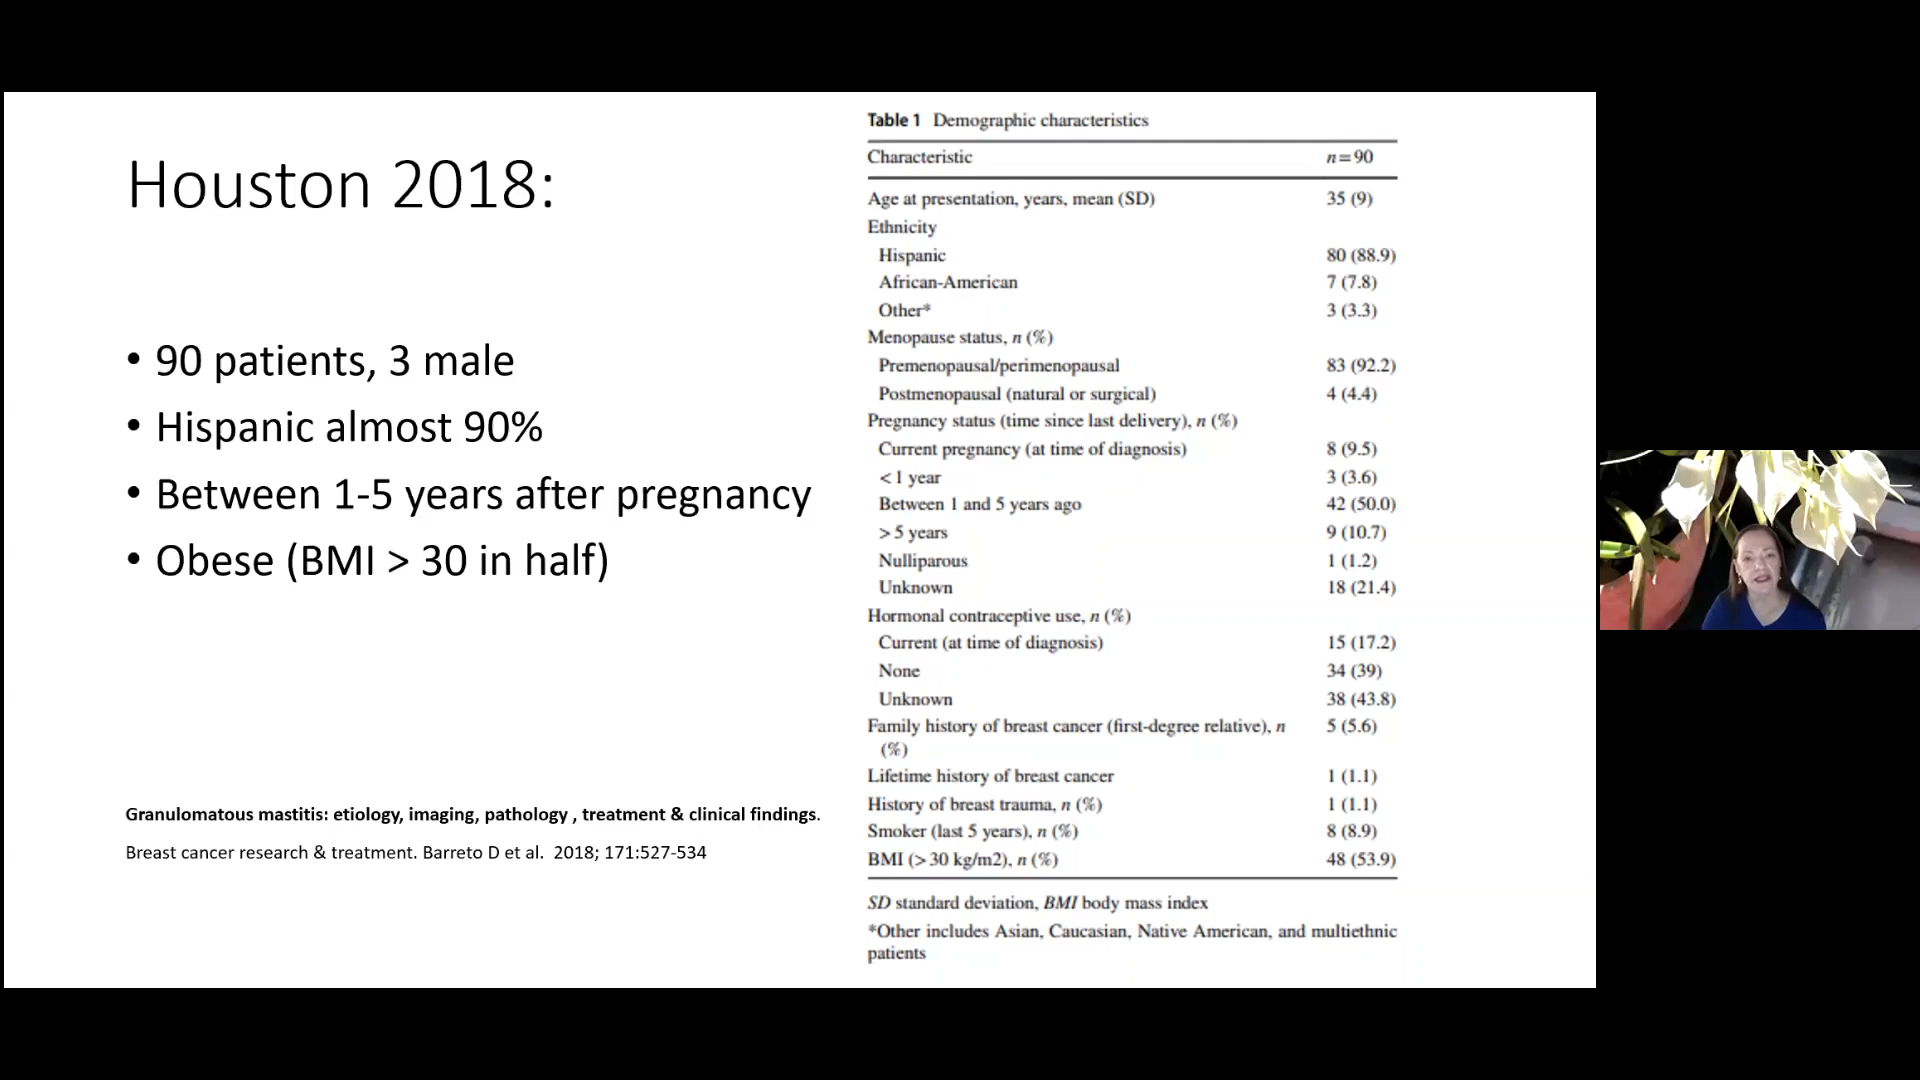 Houston 2018:
• 90 patients, 3 male
• Hispanic almost 90%
• Between 1-5 years after pregnancy
• Obese (BMI > 30 in half)
Granulomatous mastitis: etiology, imaging, pathology , treatment & clinical findings.
Breast cancer research & treatment. Barreto D et al.  2018; 171:527-534
Table 1 Demographic characteristics
Characteristic n=90
Age at presentation, years, mean (SD) 35 (9)
Ethnicity
Hispanic 80 (88.9)
African-American 7 (7.8)
Other* 3 (3.3)
Menopause status, n (%)
Premenopausal/perimenopausal 83 (92.2)
Postmenopausal (natural or surgical) 4 (4.4)
Pregnancy status (time since last delivery), n (%)
Current pregnancy (at time of diagnosis) 8 (9.5)
<1 year 3 (3.6)
Between 1 and 5 years ago 42 (50.0)
>5 years 9 (10.7)
Nulliparous 1 (1.2)
Unknown 18 (21.4)
Hormonal contraceptive use, n (%)
Current (at time of diagnosis) 15 (17.2)
None 34 (39)
Unknown 38 (43.8)
Family history of breast cancer (first-degree relative), n 5 (5.6)
(%)
Lifetime history of breast cancer 1 (1.1)
History of breast trauma, n (%) 1 (1.1)
Smoker (last 5 years), n (%) 8 (8.9)
BMI (>30 kg/m2), n (%) 48 (53.9)
SD standard deviation, BMI body mass index
*Other includes Asian, Caucasian, Native American, and multiethnic
patients